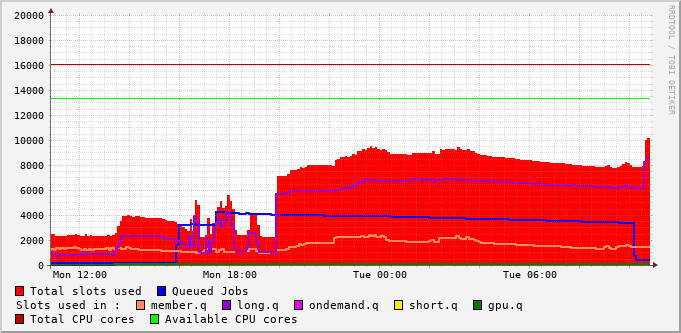 RRDTOOL / TOBI OETIKER
20000
18000
16000
14000
12000
10000
8000
6000
4000
2000
0
Mon 12:00 Mon 18:00 Tue 00:00 Tue 06:00
Total slots used Queued Jobs
Slots used in : member.q long.q ondemand.q short.q gpu.q
Total CPU cores Available CPU cores